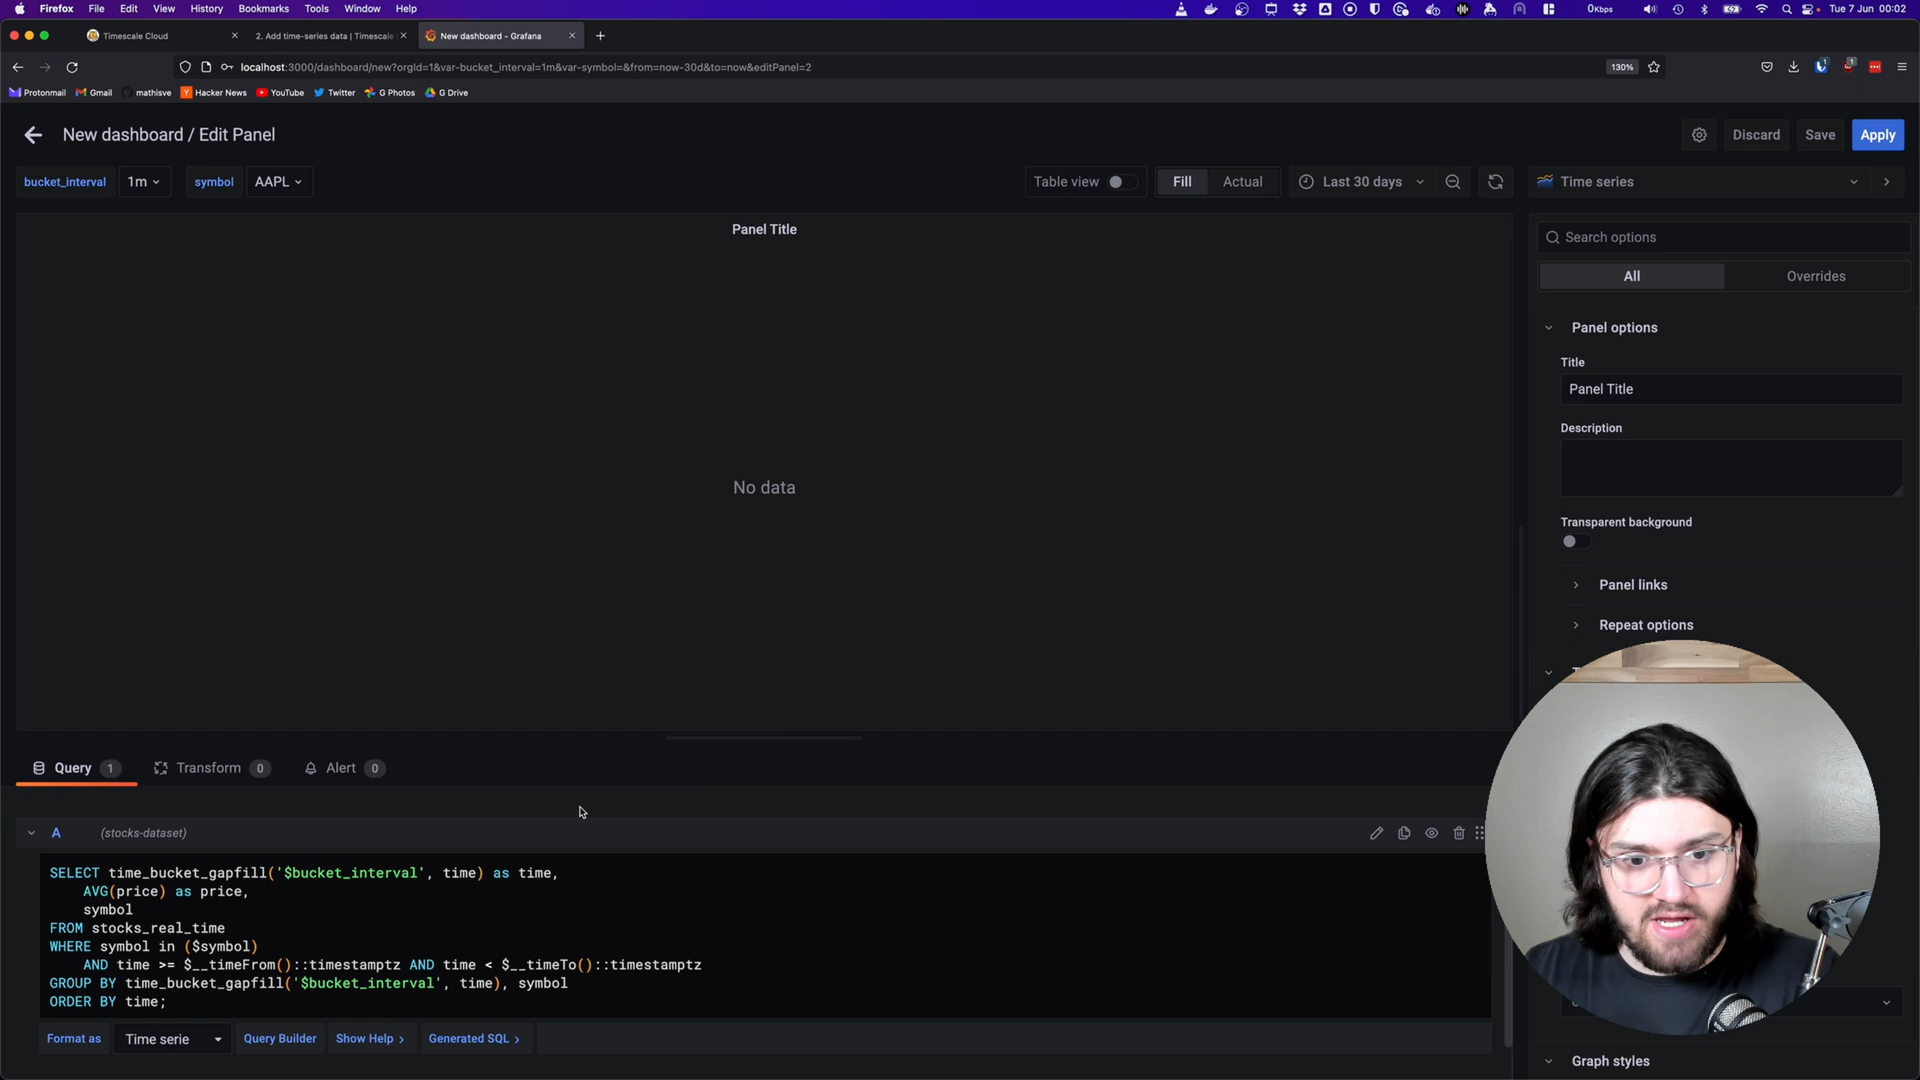 Firefox File Edit View History Bookmarks Tools Window Help
0Kbps Tue 7 Jun 00:02
Timescale Cloud
2. Add time-series data | Timescale
New dashboard - Grafana
localhost:3000/dashboard/new?orgId=1&var-bucket_interval=1m&var-symbol=&from=now-30d&to=now&editPanel=2
130%
Protonmail Gmail mathisve Hacker News YouTube Twitter G Photos G Drive
New dashboard / Edit Panel
Discard Save Apply
bucket_interval 1m symbol AAPL
Table view Fill Actual Last 30 days
Time series
Panel Title
Search options
All Overrides
Panel options
Title
Panel Title
Description
No data
Transparent background
Panel links
Repeat options
Query 1 Transform 0 Alert 0
A (stocks-dataset)
SELECT time_bucket_gapfill('$bucket_interval', time) as time,
AVG(price) as price,
symbol
FROM stocks_real_time
WHERE symbol in ($symbol)
AND time >= $__timeFrom()::timestamptz AND time < $__timeTo()::timestamptz
GROUP BY time_bucket_gapfill('$bucket_interval', time), symbol
ORDER BY time;
Format as Time serie Query Builder Show Help Generated SQL
Graph styles